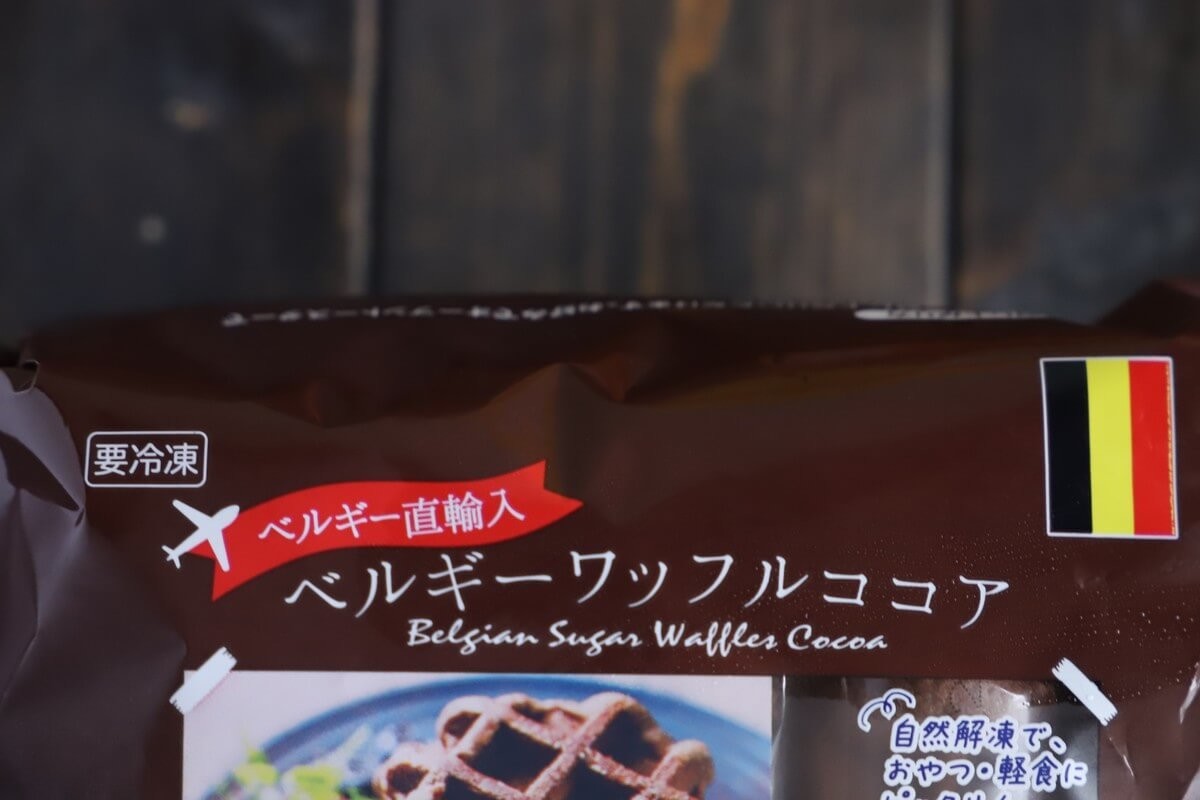 要冷凍
ベルギー直輸入
ベルギーワッフルココア
Belgian Sugar Waffles Cocoa
自然解凍で、
おやつ・軽食に